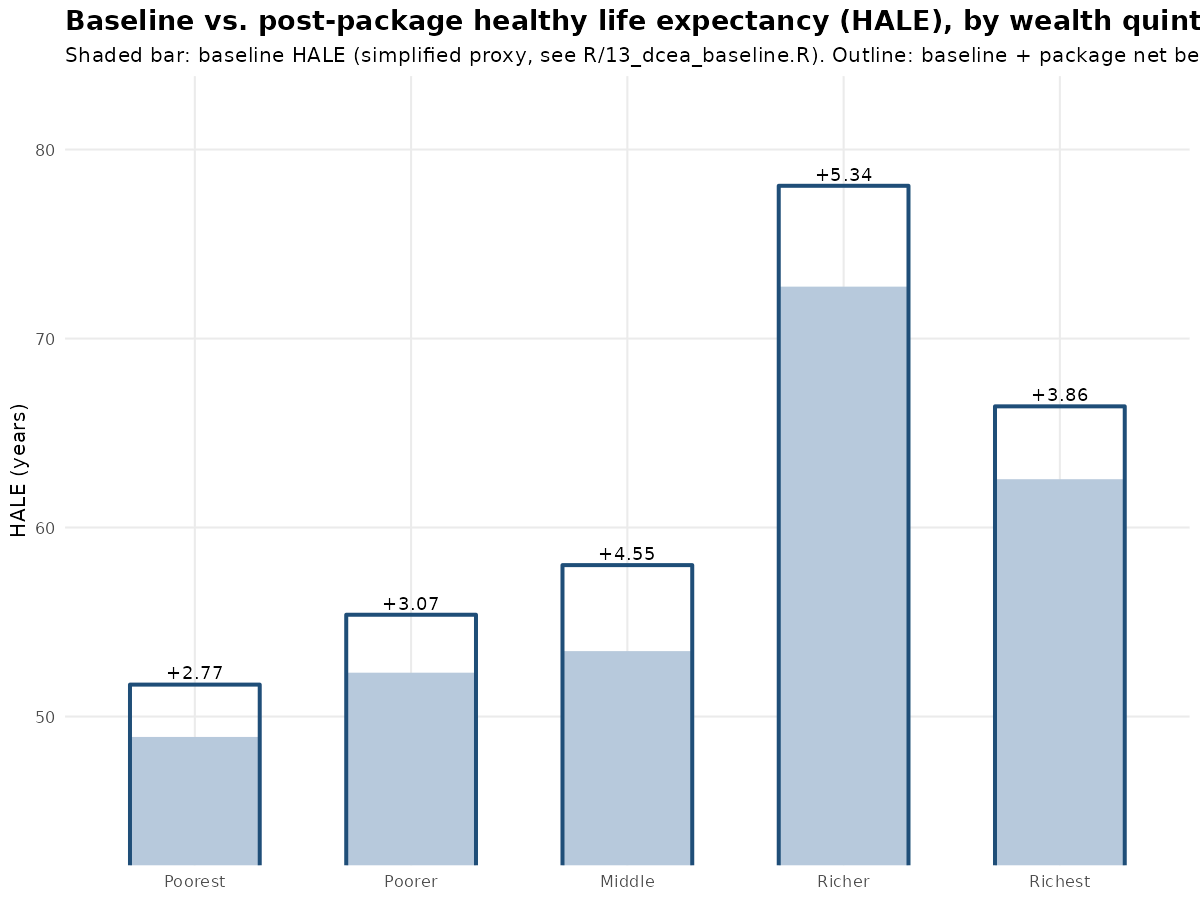 Baseline vs. post-package healthy life expectancy (HALE), by wealth quint
Shaded bar: baseline HALE (simplified proxy, see R/13_dcea_baseline.R). Outline: baseline + package net be
80
+5.34
70
+3.86
HALE (years)
60
+4.55
+3.07
+2.77
50
Poorest Poorer Middle Richer Richest